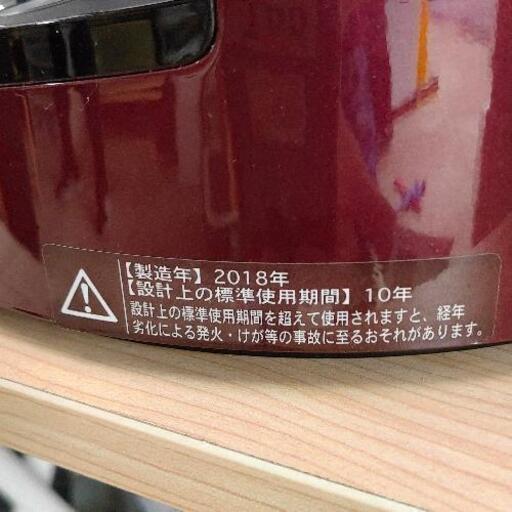 【製造年】2018年
【設計上の標準使用期間】10年
設計上の標準使用期間を超えて使用されますと、経年
劣化による発火・けが等の事故に至るおそれがあります。